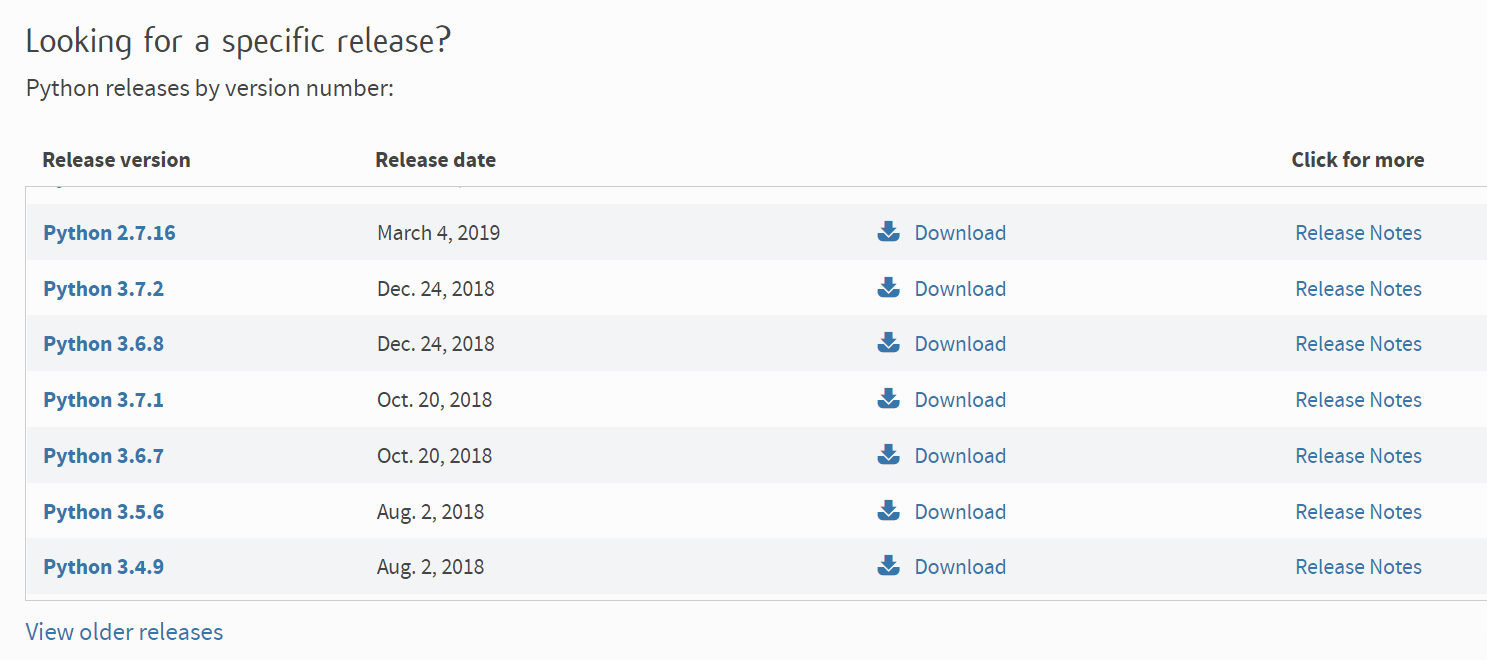 Looking for a specific release?
Python releases by version number:
Release version Release date Click for more
Python 2.7.16 March 4, 2019 Download Release Notes
Python 3.7.2 Dec. 24, 2018 Download Release Notes
Python 3.6.8 Dec. 24, 2018 Download Release Notes
Python 3.7.1 Oct. 20, 2018 Download Release Notes
Python 3.6.7 Oct. 20, 2018 Download Release Notes
Python 3.5.6 Aug. 2, 2018 Download Release Notes
Python 3.4.9 Aug. 2, 2018 Download Release Notes
View older releases